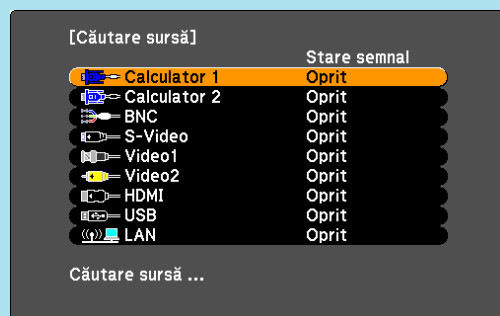 [Căutare sursă]
Stare semnal
Calculator 1 Oprit
Calculator 2 Oprit
BNC Oprit
S-Video Oprit
Video1 Oprit
Video2 Oprit
HDMI Oprit
USB Oprit
LAN Oprit
Căutare sursă ...